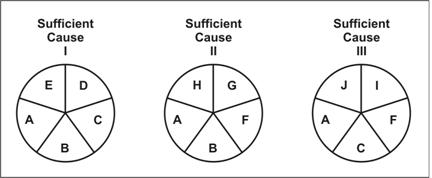 Sufficient
Cause
I
E D
A C
B
Sufficient
Cause
II
H G
A F
B
Sufficient
Cause
III
J I
A F
C